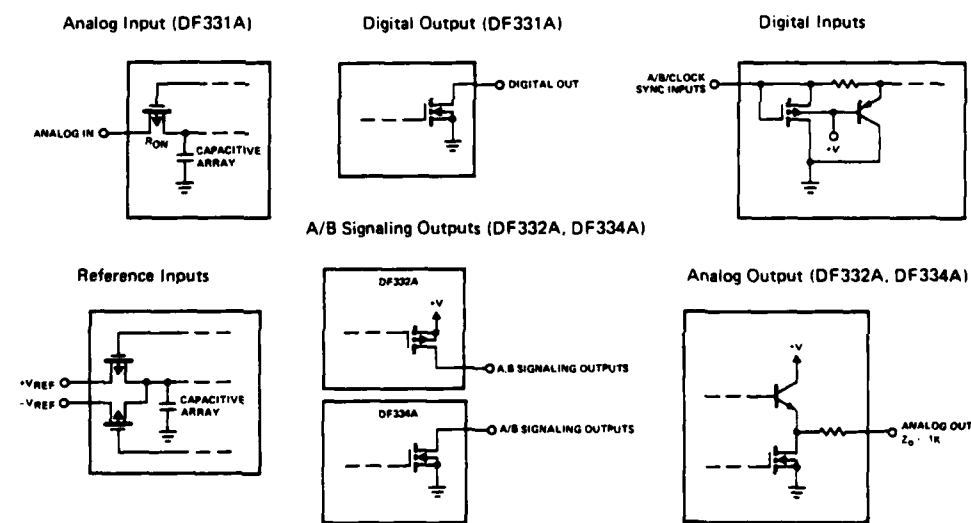 Analog Input (DF331A)
ANALOG IN
RON
CAPACITIVE
ARRAY
Digital Output (DF331A)
DIGITAL OUT
Digital Inputs
A/B/CLOCK
SYNC INPUTS
+V
A/B Signaling Outputs (DF332A, DF334A)
Reference Inputs
+VREF
-VREF
CAPACITIVE
ARRAY
DF332A
+V
A,B SIGNALING OUTPUTS
DF334A
A/B SIGNALING OUTPUTS
Analog Output (DF332A, DF334A)
+V
ANALOG OUT
Zo - 1K